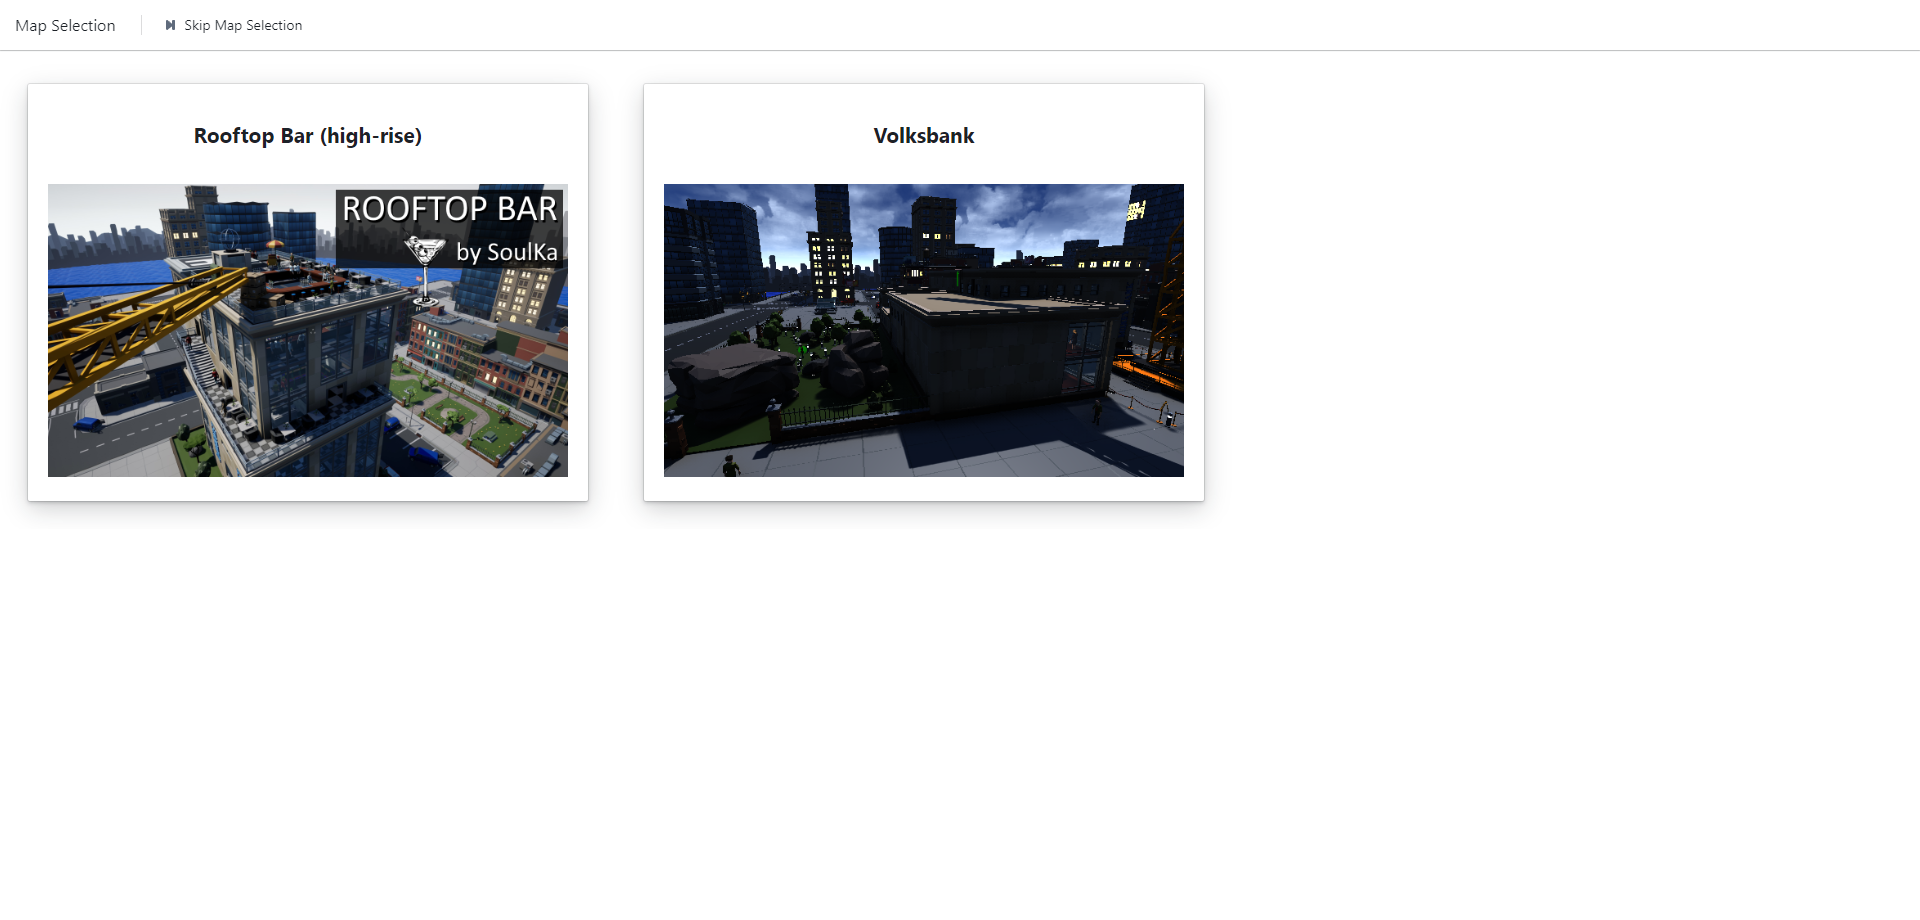 Map Selection
Skip Map Selection
Rooftop Bar (high-rise)
ROOFTOP BAR
by SoulKa
Volksbank